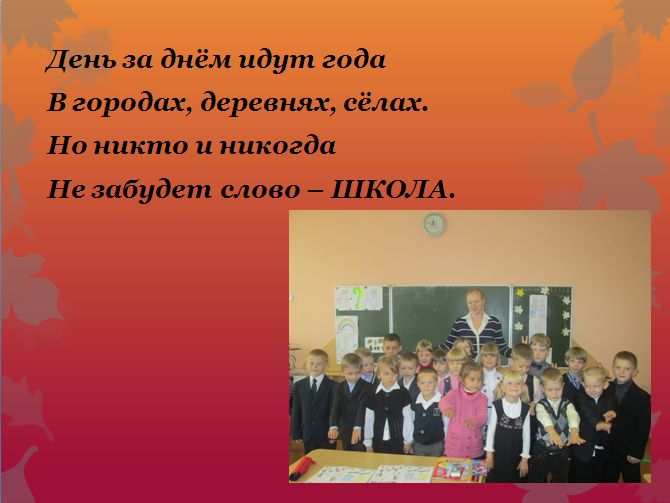 День за днём идут года
В городах, деревнях, сёлах.
Но никто и никогда
Не забудет слово – ШКОЛА.